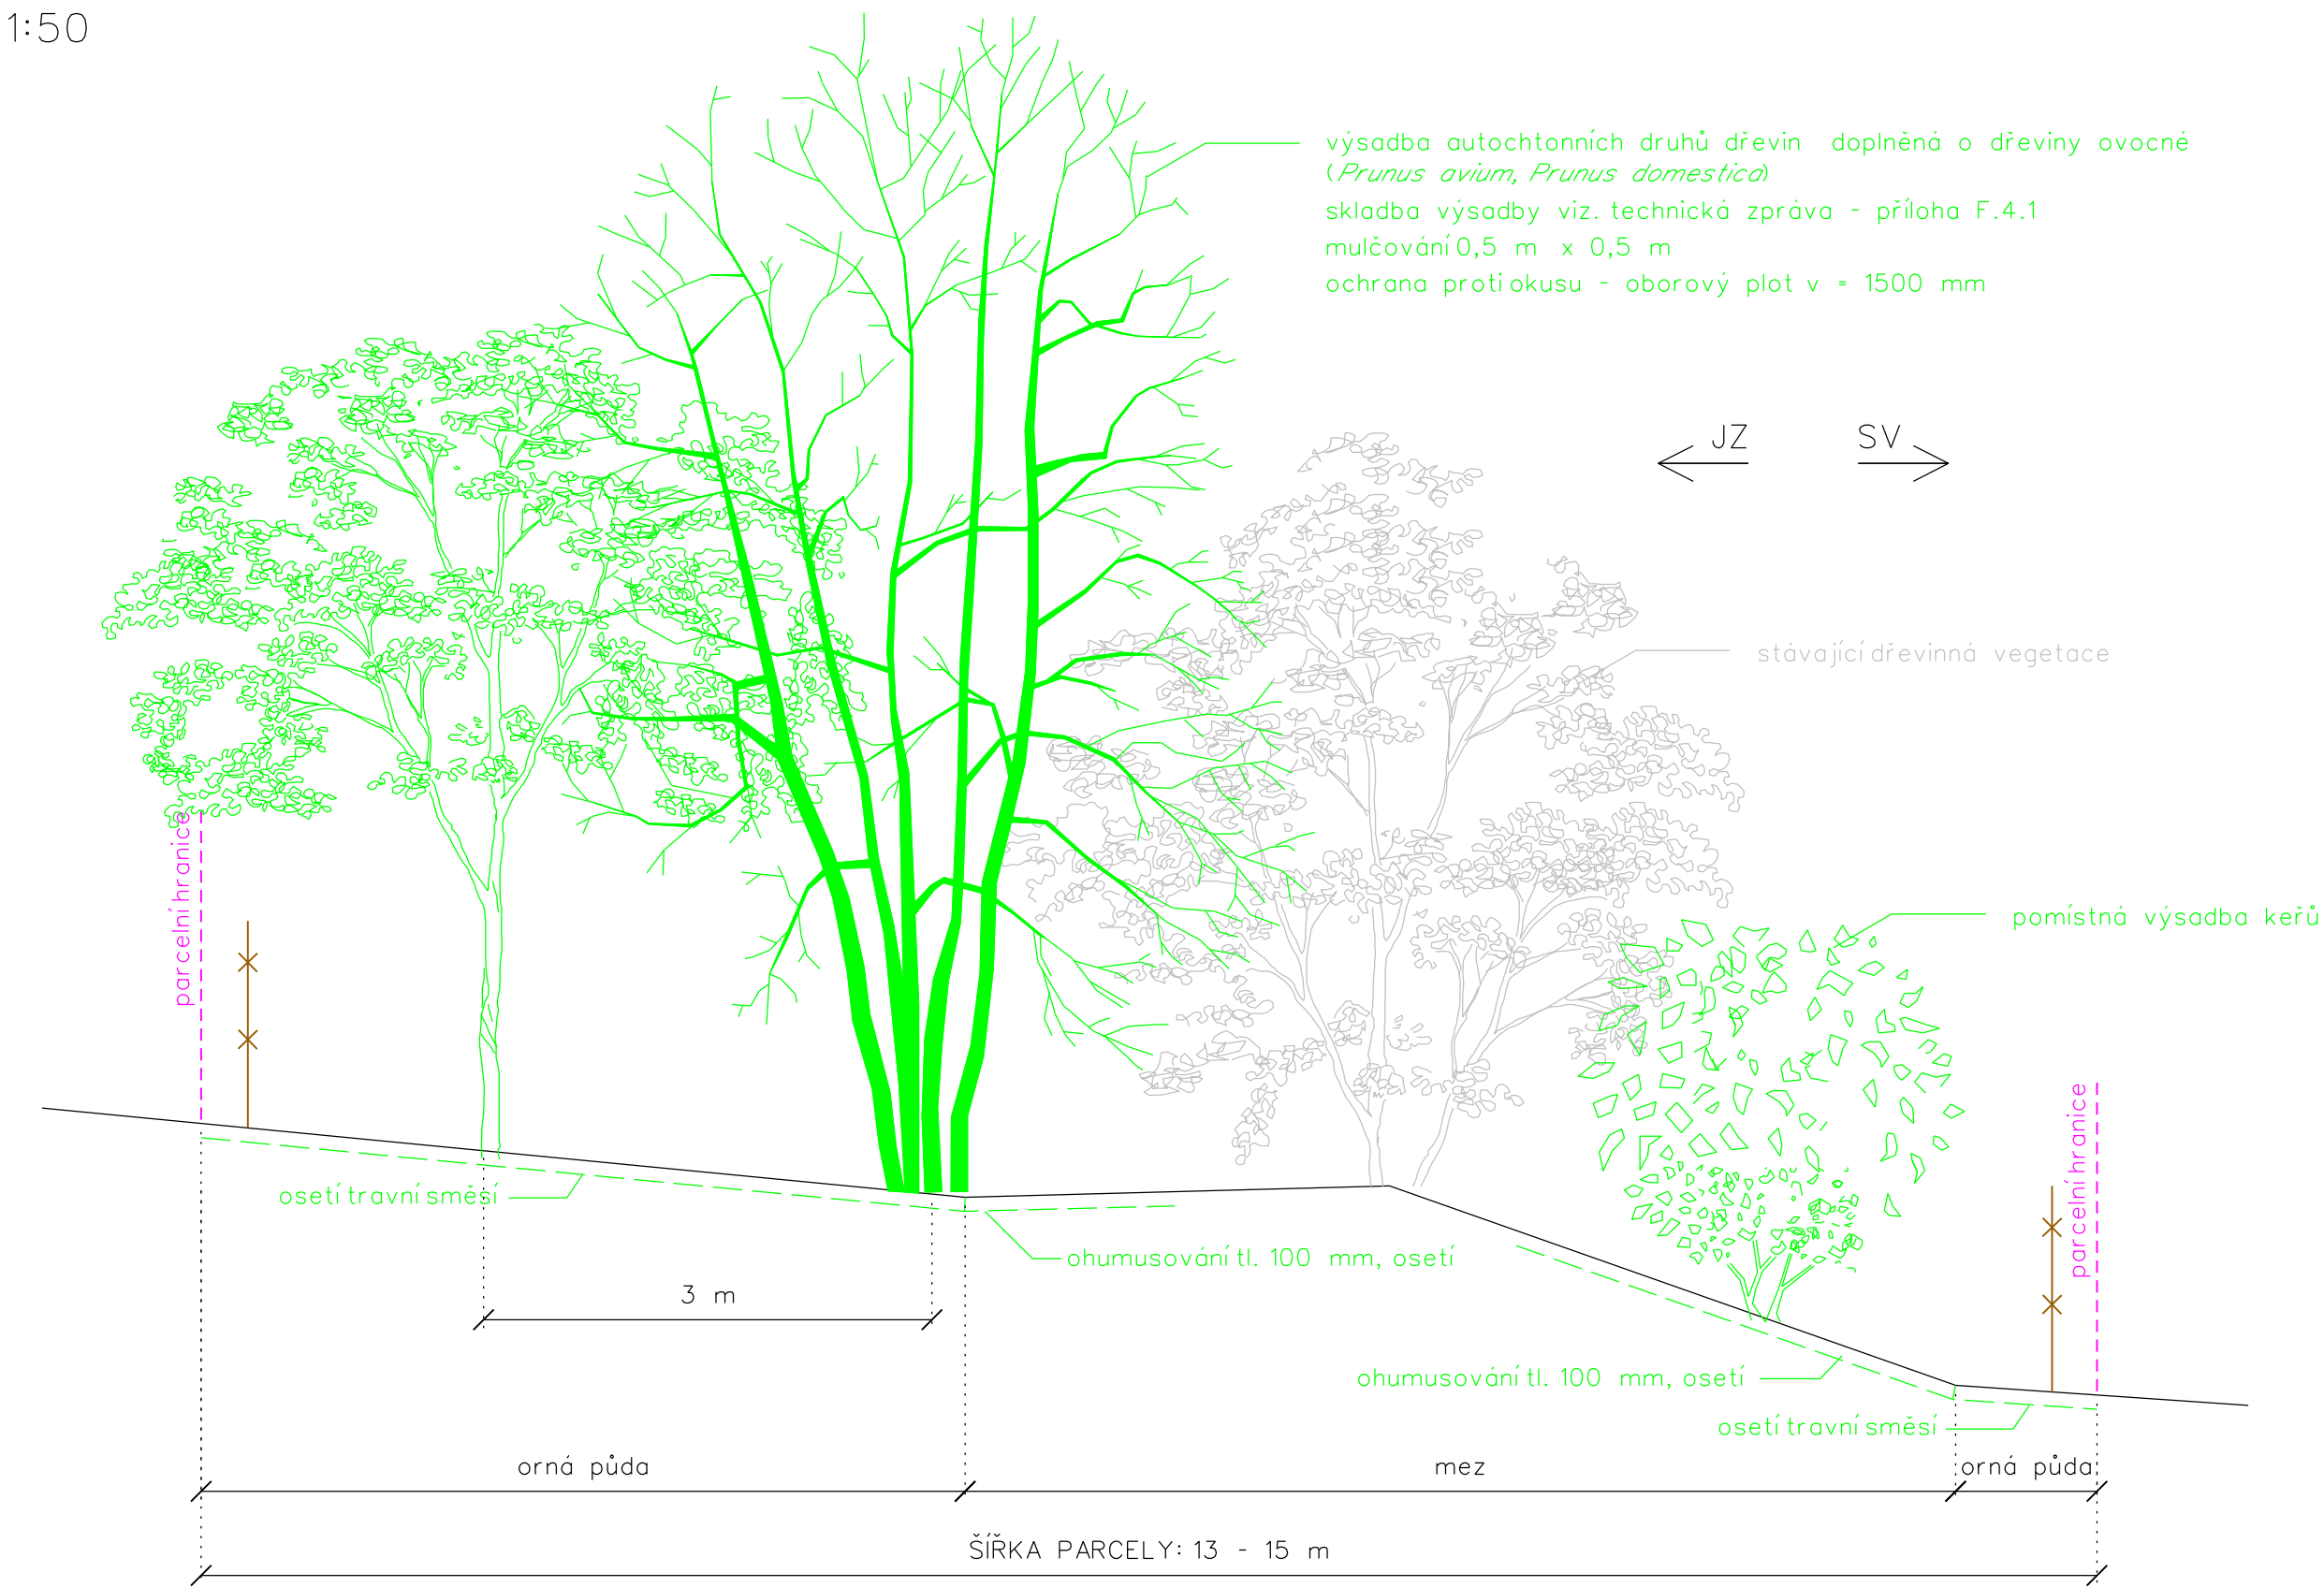 1:50
výsadba autochtonních druhů dřevin doplněná o dřeviny ovocné
(Prunus avium, Prunus domestica)
skladba výsadby viz. technická zpráva - příloha F.4.1
mulčování 0,5 m x 0,5 m
ochrana proti okusu - oborový plot v = 1500 mm
JZ SV
stávající dřevinná vegetace
parcelní hranice
pomístná výsadba keřů
parcelní hranice
osetí travní směsí
ohumusování tl. 100 mm, osetí
3 m
ohumusování tl. 100 mm, osetí
osetí travní směsí
orná půda mez orná půda
ŠÍŘKA PARCELY: 13 - 15 m